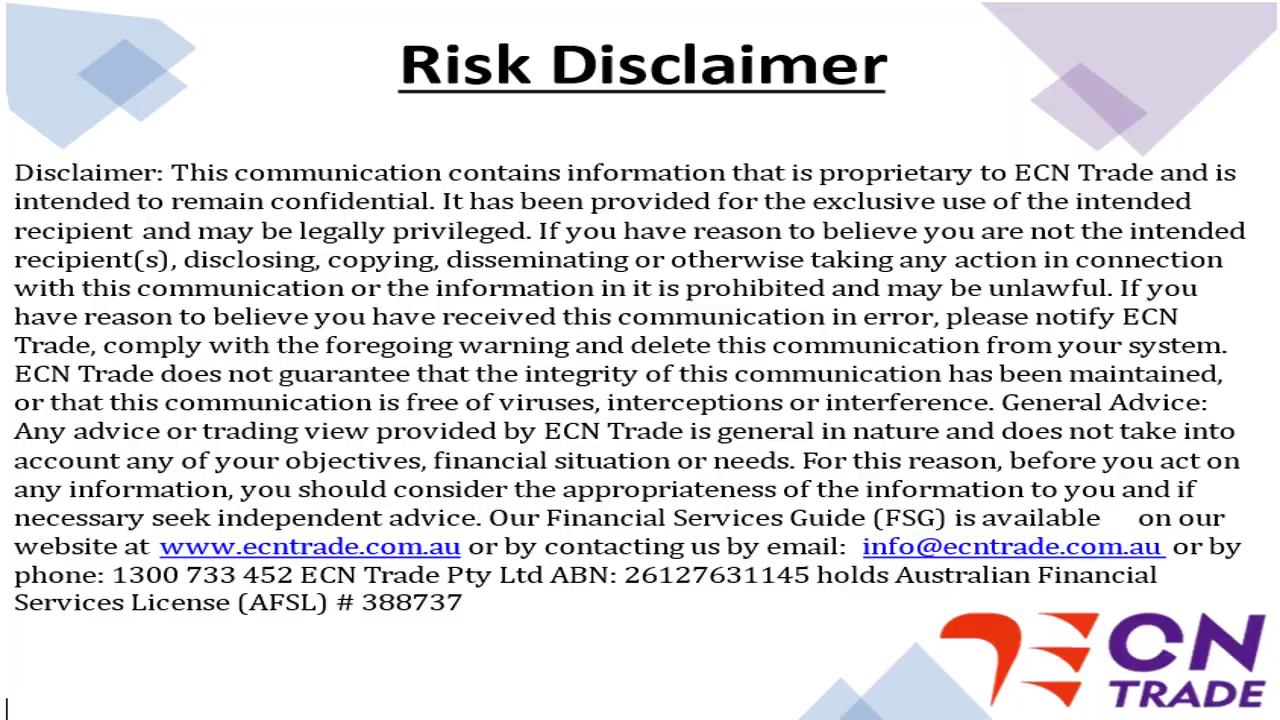 Risk Disclaimer
Disclaimer: This communication contains information that is proprietary to ECN Trade and is
intended to remain confidential. It has been provided for the exclusive use of the intended
recipient and may be legally privileged. If you have reason to believe you are not the intended
recipient(s), disclosing, copying, disseminating or otherwise taking any action in connection
with this communication or the information in it is prohibited and may be unlawful. If you
have reason to believe you have received this communication in error, please notify ECN
Trade, comply with the foregoing warning and delete this communication from your system.
ECN Trade does not guarantee that the integrity of this communication has been maintained,
or that this communication is free of viruses, interceptions or interference. General Advice:
Any advice or trading view provided by ECN Trade is general in nature and does not take into
account any of your objectives, financial situation or needs. For this reason, before you act on
any information, you should consider the appropriateness of the information to you and if
necessary seek independent advice. Our Financial Services Guide (FSG) is available on our
website at www.ecntrade.com.au or by contacting us by email: info@ecntrade.com.au or by
phone: 1300 733 452 ECN Trade Pty Ltd ABN: 26127631145 holds Australian Financial
Services License (AFSL) # 388737
ECN
TRADE